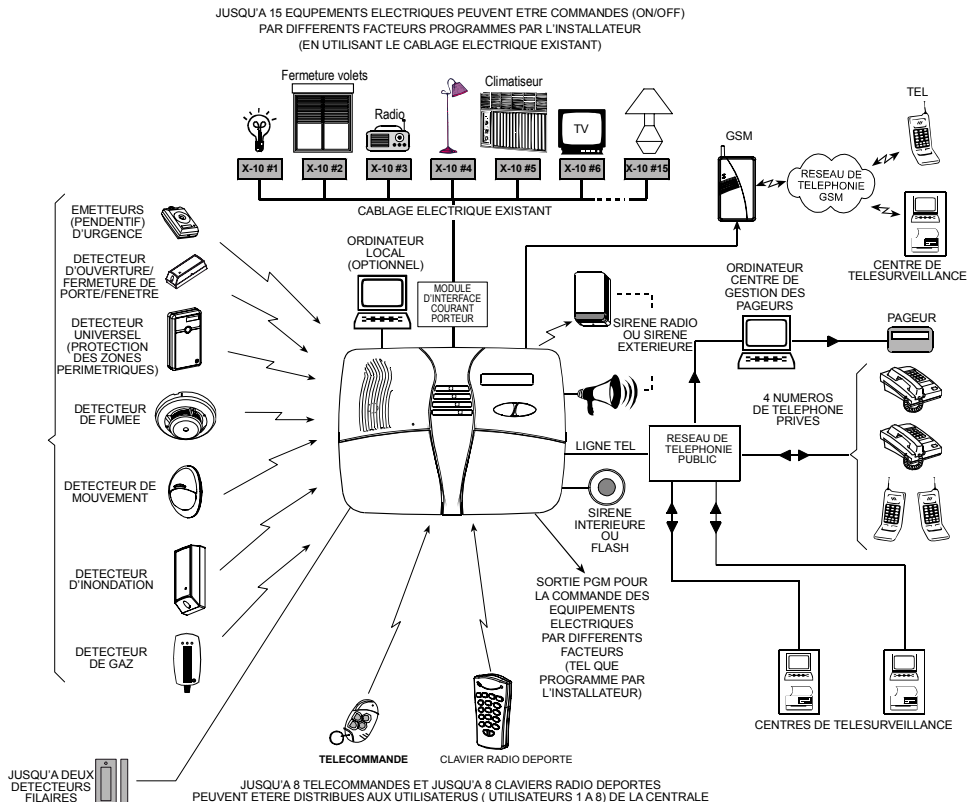 JUSQU'A 15 EQUPEMENTS ELECTRIQUES PEUVENT ETRE COMMANDES (ON/OFF)
PAR DIFFERENTS FACTEURS PROGRAMMES PAR L'INSTALLATEUR
(EN UTILISANT LE CABLAGE ELECTRIQUE EXISTANT)
Fermeture volets
Radio
Climatiseur
TV
X-10 #1
X-10 #2
X-10 #3
X-10 #4
X-10 #5
X-10 #6
X-10 #15
CABLAGE ELECTRIQUE EXISTANT
GSM
TEL
RESEAU DE
TELEPHONIE
GSM
CENTRE DE
TELESURVEILLANCE
EMETTEURS
(PENDENTIF)
D'URGENCE
DETECTEUR
D'OUVERTURE/
FERMETURE DE
PORTE/FENETRE
DETECTEUR
UNIVERSEL
(PROTECTION
DES ZONES
PERIMETRIQUES)
DETECTEUR
DE FUMEE
DETECTEUR DE
MOUVEMENT
DETECTEUR
D'INONDATION
DETECTEUR
DE GAZ
JUSQU'A DEUX
DETECTEURS
FILAIRES
ORDINATEUR
LOCAL
(OPTIONNEL)
MODULE
D'INTERFACE
COURANT
PORTEUR
SIRENE RADIO
OU SIRENE
EXTERIEURE
ORDINATEUR
CENTRE DE
GESTION DES
PAGEURS
PAGEUR
4 NUMEROS
DE TELEPHONE
PRIVES
LIGNE TEL
RESEAU DE
TELEPHONIE
PUBLIC
SIRENE
INTERIEURE
OU
FLASH
SORTIE PGM POUR
LA COMMANDE DES
EQUIPEMENTS
ELECTRIQUES
PAR DIFFERENTS
FACTEURS
(TEL QUE
PROGRAMME PAR
L'INSTALLATEUR)
CENTRES DE TELESURVEILLANCE
TELECOMMANDE
CLAVIER RADIO DEPORTE
JUSQU'A 8 TELECOMMANDES ET JUSQU'A 8 CLAVIERS RADIO DEPORTES
PEUVENT ETERE DISTRIBUES AUX UTILISATERUS ( UTILISATEURS 1 A 8) DE LA CENTRALE